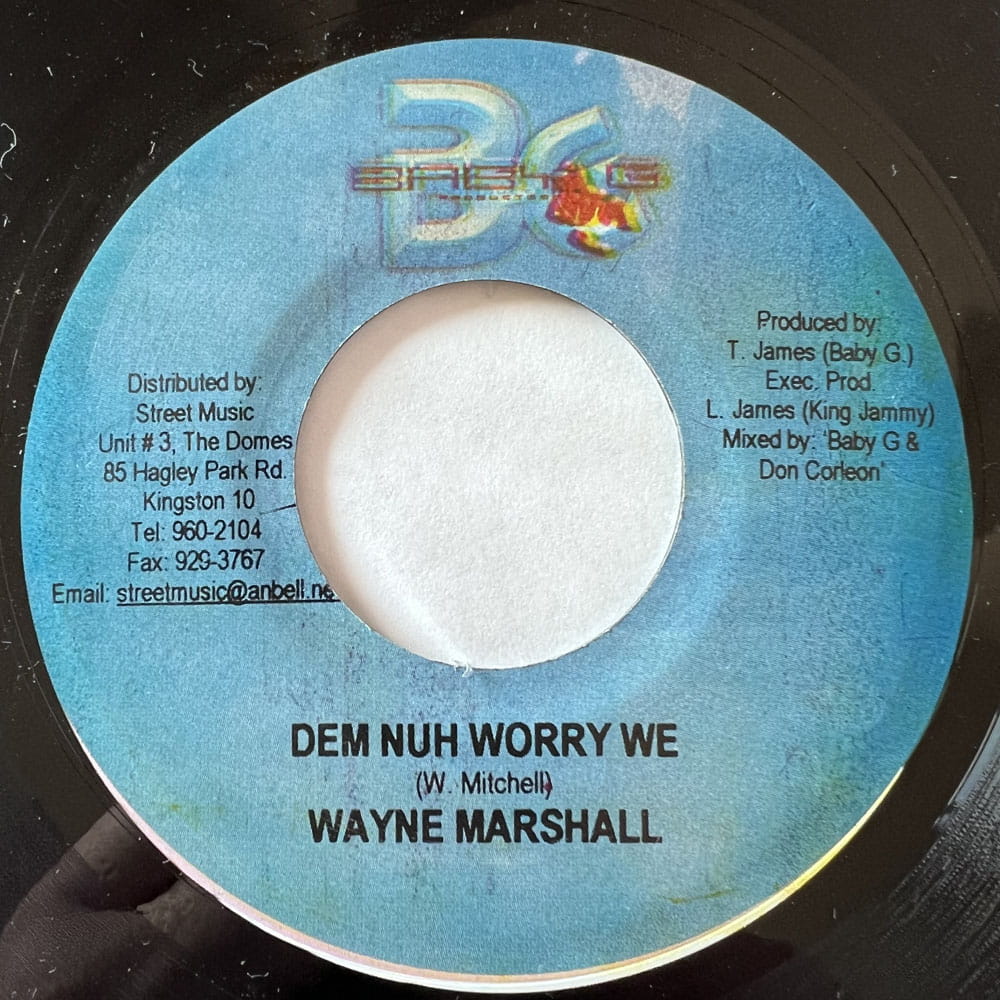 BG
BABY G
PRODUCTIONS
Distributed by:
Street Music
Unit # 3, The Domes
85 Hagley Park Rd.
Kingston 10
Tel: 960-2104
Fax: 929-3767
Email: streetmusic@anbell.ne
Produced by:
T. James (Baby G.)
Exec. Prod.
L. James (King Jammy)
Mixed by: 'Baby G &
Don Corleon'
DEM NUH WORRY WE
(W. Mitchell)
WAYNE MARSHALL